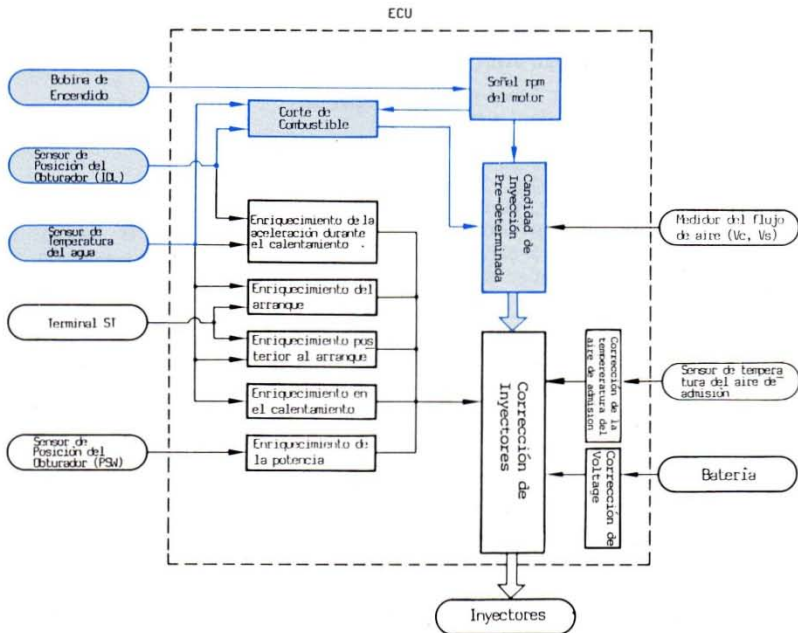 ECU
Bobina de
Encendido
Señal rpm
del motor
Corte de
Combustible
Sensor de
Posición del
Obturador (IDL)
Candidad de
Inyección
Pre-determinada
Enriquecimiento de la
aceleración durante
el calentamiento
Medidor del flujo
de aire (Vc, Vs)
Sensor de
Temperatura
del agua
Enriquecimiento del
arranque
Terminal ST
Enriquecimiento pos
terior al arranque
Corrección de
Inyectores
Corrección de la
tempereratura del
aire de admisión
Sensor de tempera
tura del aire de
admisión
Enriquecimiento en
el calentamiento
Sensor de
Posición del
Obturador (PSW)
Enriquecimiento de
la potencia
Corrección de
Voltage
Batería
Inyectores